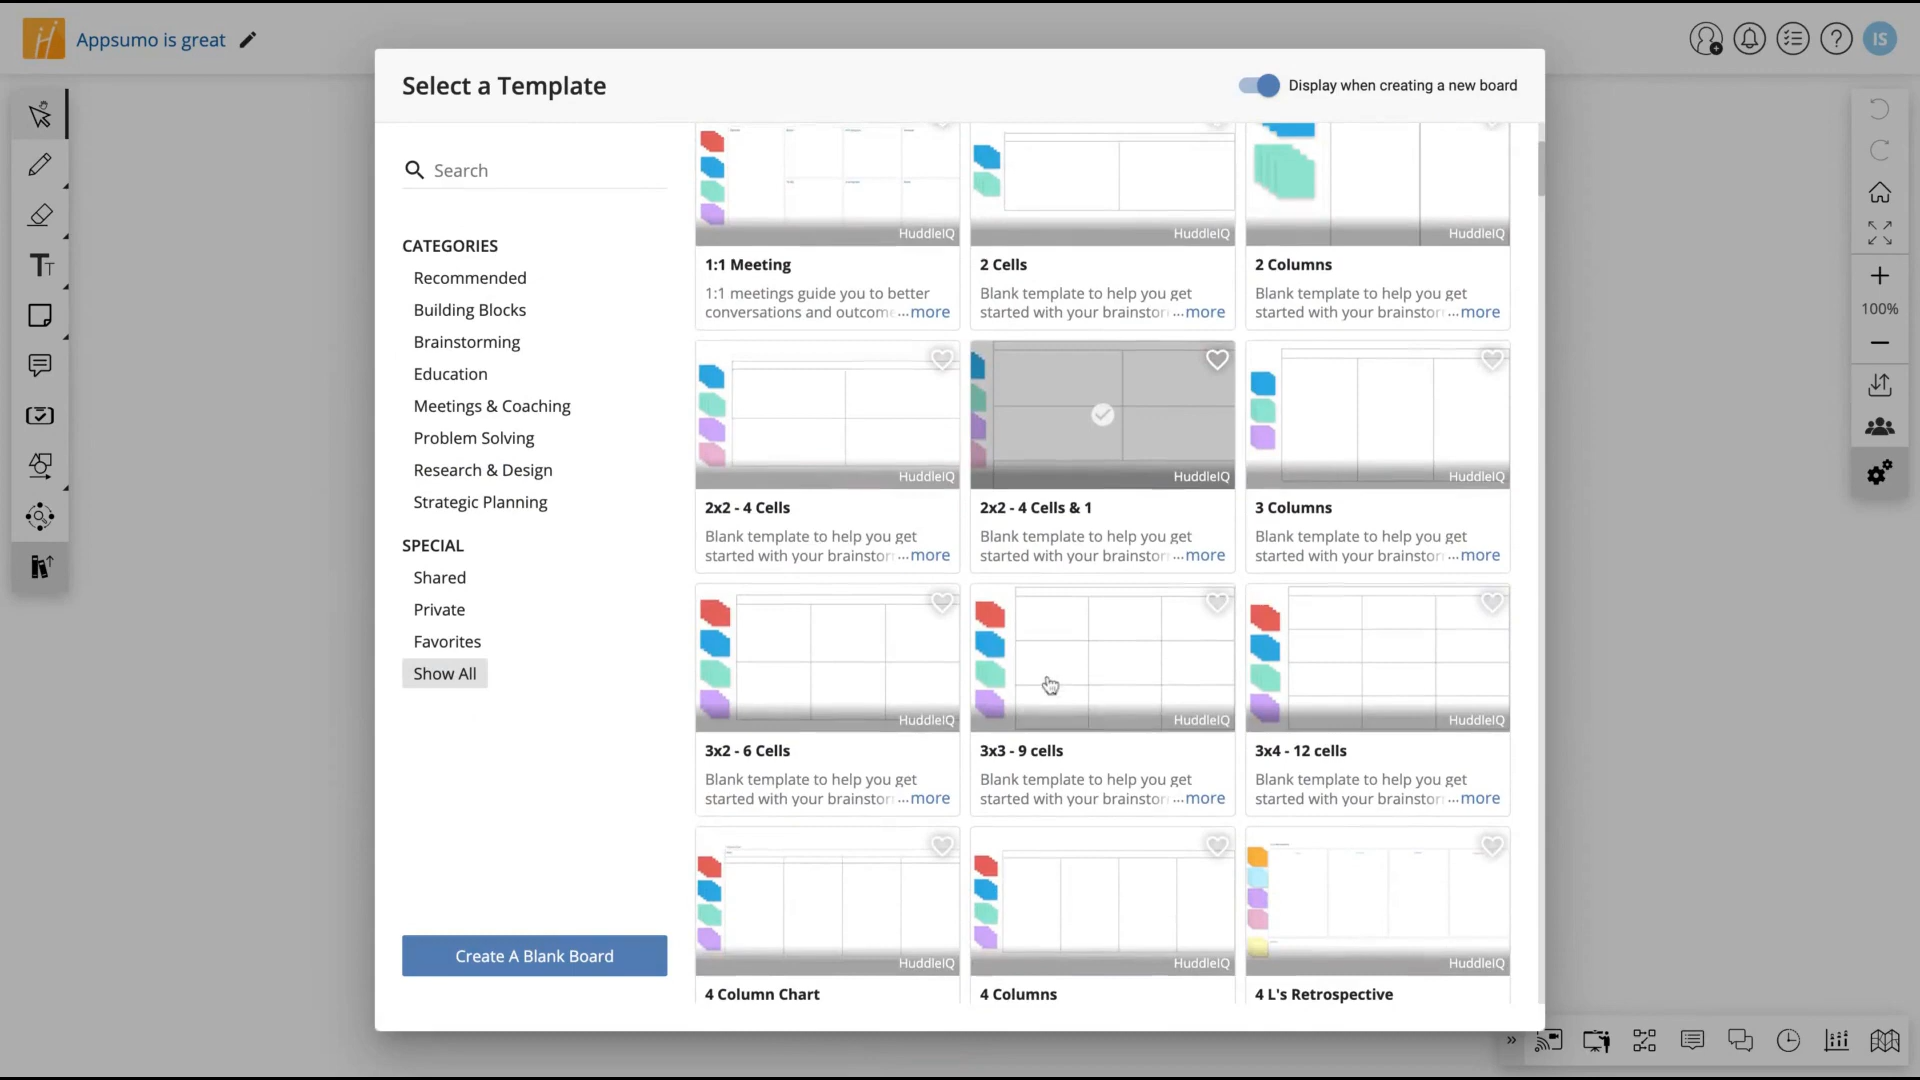 Appsumo is great
IS
Select a Template
Display when creating a new board
Search
CATEGORIES
Recommended
Building Blocks
Brainstorming
Education
Meetings & Coaching
Problem Solving
Research & Design
Strategic Planning
SPECIAL
Shared
Private
Favorites
Show All
Create A Blank Board
HuddleIQ
1:1 Meeting
1:1 meetings guide you to better
conversations and outcome ...more
HuddleIQ
2 Cells
Blank template to help you get
started with your brainstor ...more
HuddleIQ
2 Columns
Blank template to help you get
started with your brainstor ...more
HuddleIQ
2x2 - 4 Cells
Blank template to help you get
started with your brainstor ...more
HuddleIQ
2x2 - 4 Cells & 1
Blank template to help you get
started with your brainstor ...more
HuddleIQ
3 Columns
Blank template to help you get
started with your brainstor ...more
HuddleIQ
3x2 - 6 Cells
Blank template to help you get
started with your brainstor ...more
HuddleIQ
3x3 - 9 cells
Blank template to help you get
started with your brainstor ...more
HuddleIQ
3x4 - 12 cells
Blank template to help you get
started with your brainstor ...more
HuddleIQ
4 Column Chart
HuddleIQ
4 Columns
HuddleIQ
4 L's Retrospective
100%